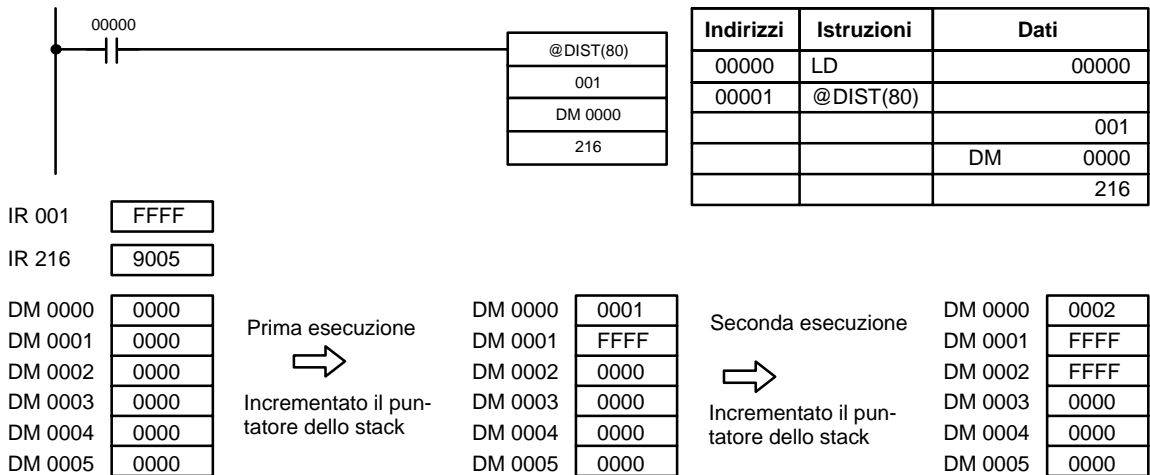 00000
@DIST(80)
001
DM 0000
216
Indirizzi Istruzioni Dati
00000 LD 00000
00001 @DIST(80)
001
DM 0000
216
IR 001 FFFF
IR 216 9005
DM 0000 0000
DM 0001 0000
DM 0002 0000
DM 0003 0000
DM 0004 0000
DM 0005 0000
Prima esecuzione
Incrementato il pun-
tatore dello stack
DM 0000 0001
DM 0001 FFFF
DM 0002 0000
DM 0003 0000
DM 0004 0000
DM 0005 0000
Seconda esecuzione
Incrementato il pun-
tatore dello stack
DM 0000 0002
DM 0001 FFFF
DM 0002 FFFF
DM 0003 0000
DM 0004 0000
DM 0005 0000